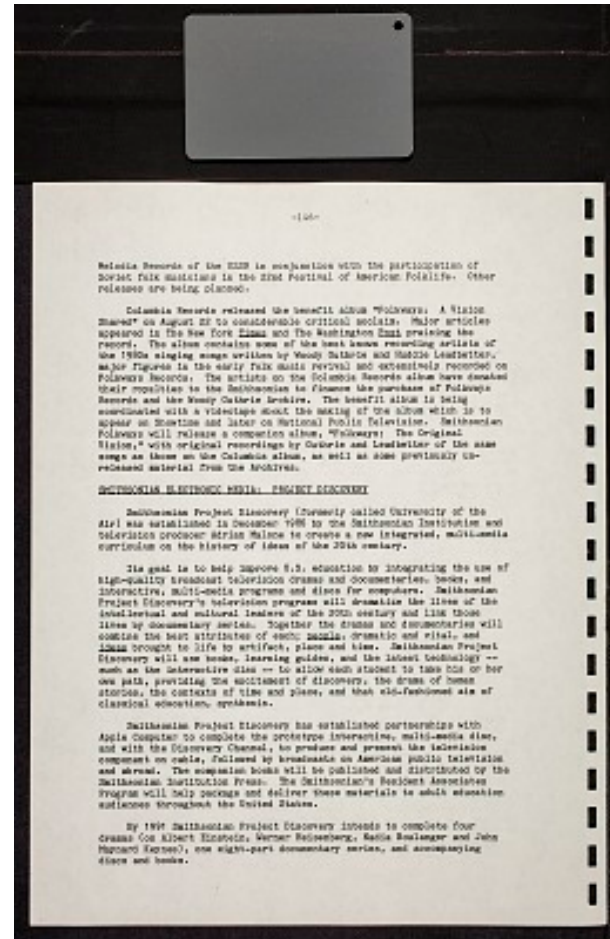 -146-
Melodia Records of the USSR in conjunction with the participation of
Soviet folk musicians in the 22nd Festival of American Folklife. Other
releases are being planned.
Columbia Records released the benefit album "Folkways: A Vision
Shared" on August 22 to considerable critical acclaim. Major articles
appeared in The New York Times and The Washington Post praising the
record. The album contains some of the best known recording artists of
the 1980s singing songs written by Woody Guthrie and Huddie Leadbetter,
major figures in the early folk music revival and extensively recorded on
Folkways Records. The artists on the Columbia Records album have donated
their royalties to the Smithsonian to finance the purchase of Folkways
Records and the Woody Guthrie Archive. The benefit album is being
coordinated with a videotape about the making of the album which is to
appear on Showtime and later on National Public Television. Smithsonian
Folkways will release a companion album, "Folkways: The Original
Vision," with original recordings by Guthrie and Leadbetter of the same
songs as those on the Columbia album, as well as some previously un-
released material from the Archives.
SMITHSONIAN ELECTRONIC MEDIA: PROJECT DISCOVERY
Smithsonian Project Discovery (formerly called University of the
Air) was established in December 1986 by the Smithsonian Institution and
television producer Adrian Malone to create a new integrated, multi-media
curriculum on the history of ideas of the 20th century.
Its goal is to help improve U.S. education by integrating the use of
high-quality broadcast television dramas and documentaries, books, and
interactive, multi-media programs and discs for computers. Smithsonian
Project Discovery's television programs will dramatize the lives of the
intellectual and cultural leaders of the 20th century and link those
lives by documentary series. Together the dramas and documentaries will
combine the best attributes of each: people, dramatic and vital, and
ideas brought to life by artifact, place and time. Smithsonian Project
Discovery will use books, learning guides, and the latest technology --
such as the interactive disc -- to allow each student to take his or her
own path, providing the excitement of discovery, the drama of human
stories, the contexts of time and place, and that old-fashioned aim of
classical education, synthesis.
Smithsonian Project Discovery has established partnerships with
Apple Computer to complete the prototype interactive, multi-media disc,
and with the Discovery Channel, to produce and present the television
component on cable, followed by broadcasts on American public television
and abroad. The companion books will be published and distributed by the
Smithsonian Institution Press. The Smithsonian's Resident Associates
Program will help package and deliver these materials to adult education
audiences throughout the United States.
By 1991 Smithsonian Project Discovery intends to complete four
dramas (on Albert Einstein, Werner Heisenberg, Nadia Boulanger and John
Maynard Keynes), one eight-part documentary series, and accompanying
discs and books.